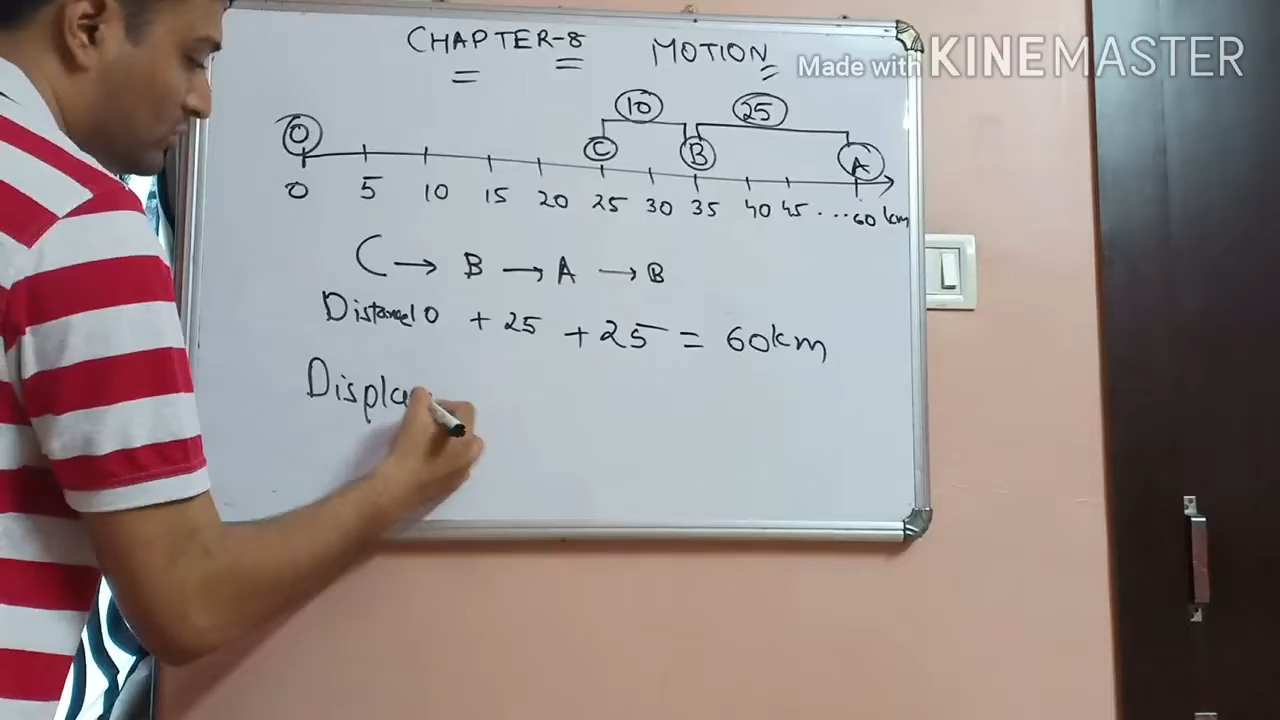 CHAPTER-8 MOTION
Made with KINEMASTER
10 25
O C B A
0 5 10 15 20 25 30 35 40 45 .... 60 km
C → B → A → B
Distance 10 + 25 + 25 = 60km
Displa